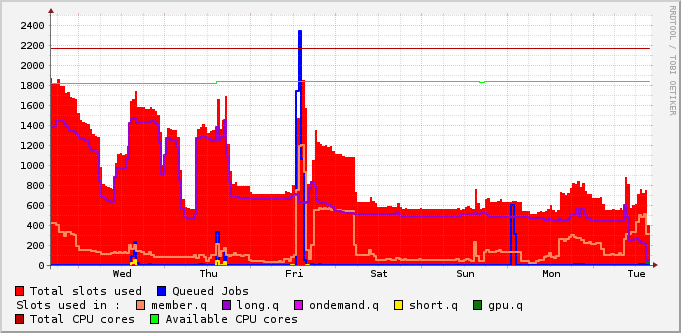 2400
2200
2000
1800
1600
1400
1200
1000
800
600
400
200
0
Wed Thu Fri Sat Sun Mon Tue
RRDTOOL / TOBI OETIKER
Total slots used Queued Jobs
Slots used in : member.q long.q ondemand.q short.q gpu.q
Total CPU cores Available CPU cores